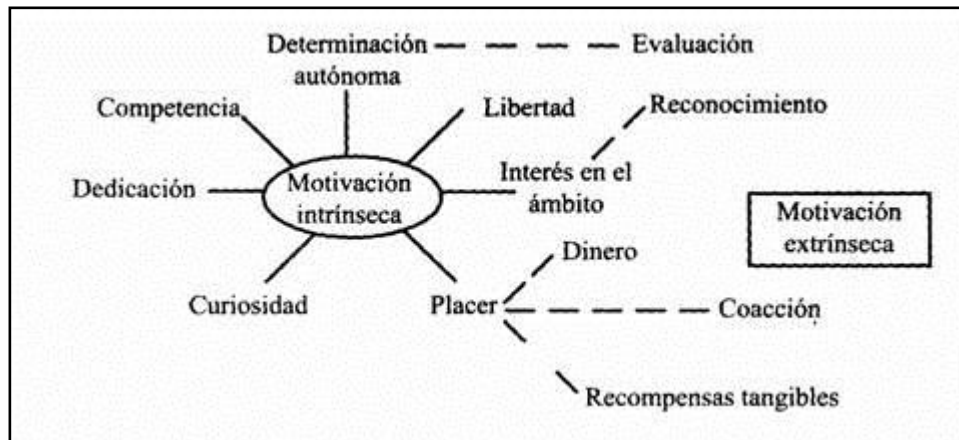 Determinación
autónoma
Evaluación
Competencia
Libertad
Reconocimiento
Dedicación
Motivación
intrínseca
Interés en el
ámbito
Motivación
extrínseca
Dinero
Curiosidad
Placer
Coacción
Recompensas tangibles